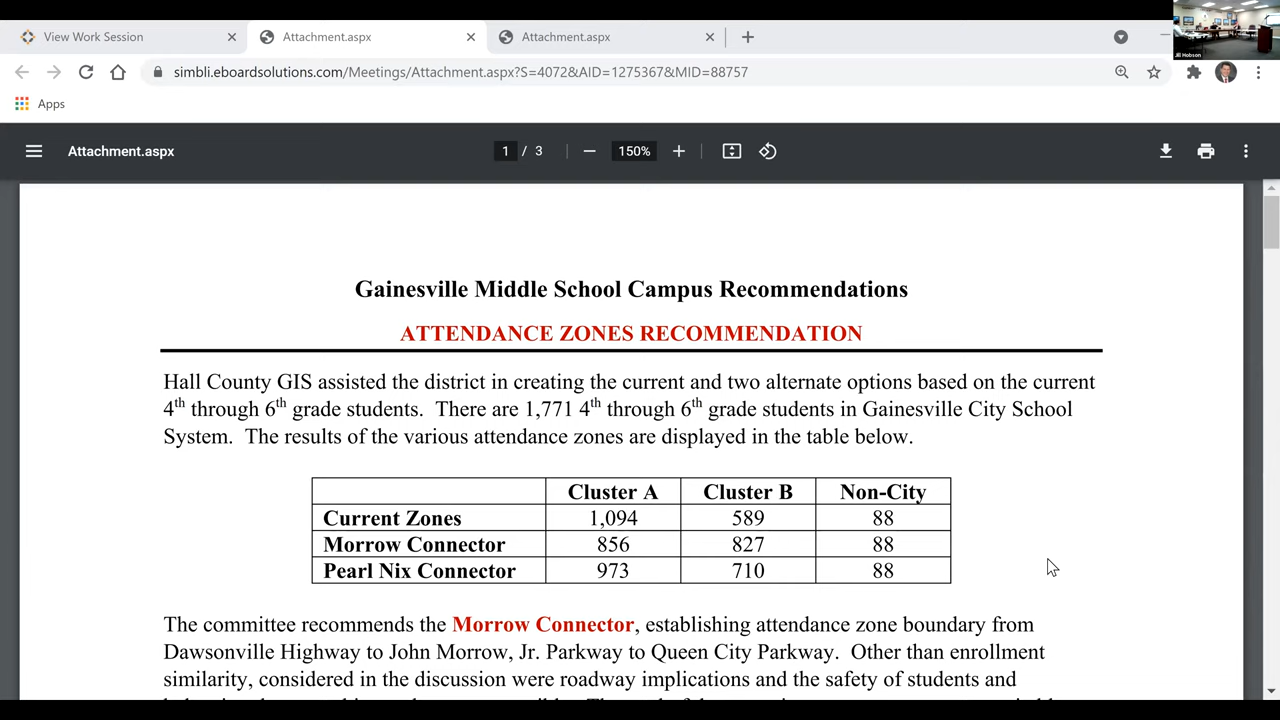 View Work Session
Attachment.aspx
Attachment.aspx
Jill Hobson
simbli.eboardsolutions.com/Meetings/Attachment.aspx?S=4072&AID=1275367&MID=88757
Apps
Attachment.aspx
1 / 3
150%
Gainesville Middle School Campus Recommendations
ATTENDANCE ZONES RECOMMENDATION
Hall County GIS assisted the district in creating the current and two alternate options based on the current
4th through 6th grade students. There are 1,771 4th through 6th grade students in Gainesville City School
System. The results of the various attendance zones are displayed in the table below.
Cluster A Cluster B Non-City
Current Zones 1,094 589 88
Morrow Connector 856 827 88
Pearl Nix Connector 973 710 88
The committee recommends the Morrow Connector, establishing attendance zone boundary from
Dawsonville Highway to John Morrow, Jr. Parkway to Queen City Parkway. Other than enrollment
similarity, considered in the discussion were roadway implications and the safety of students and